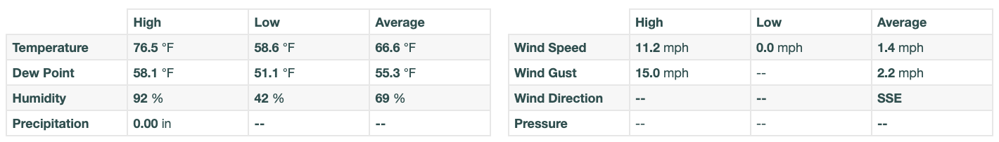 High Low Average
Temperature 76.5 °F 58.6 °F 66.6 °F
Dew Point 58.1 °F 51.1 °F 55.3 °F
Humidity 92 % 42 % 69 %
Precipitation 0.00 in -- --
High Low Average
Wind Speed 11.2 mph 0.0 mph 1.4 mph
Wind Gust 15.0 mph -- 2.2 mph
Wind Direction -- -- SSE
Pressure -- -- --